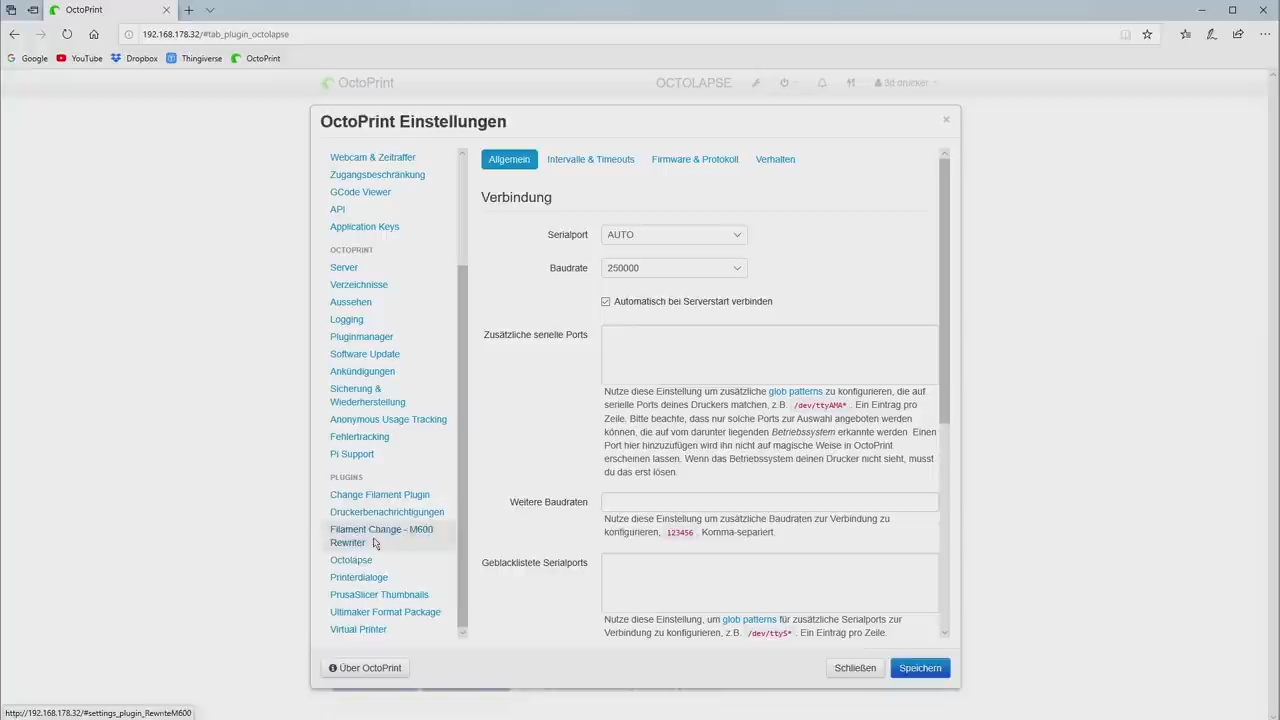 OctoPrint
192.168.178.32/#tab_plugin_octolapse
Google YouTube Dropbox Thingiverse OctoPrint
OctoPrint OCTOLAPSE 3d drucker
OctoPrint Einstellungen
Webcam & Zeitraffer
Zugangsbeschränkung
GCode Viewer
API
Application Keys
OCTOPRINT
Server
Verzeichnisse
Aussehen
Logging
Pluginmanager
Software Update
Ankündigungen
Sicherung &
Wiederherstellung
Anonymous Usage Tracking
Fehlertracking
Pi Support
PLUGINS
Change Filament Plugin
Druckerbenachrichtigungen
Filament Change - M600
Rewriter
Octolapse
Printerdialoge
PrusaSlicer Thumbnails
Ultimaker Format Package
Virtual Printer
Allgemein Intervalle & Timeouts Firmware & Protokoll Verhalten
Verbindung
Serialport AUTO
Baudrate 250000
Automatisch bei Serverstart verbinden
Zusätzliche serielle Ports
Nutze diese Einstellung um zusätzliche glob patterns zu konfigurieren, die auf
serielle Ports deines Druckers matchen, z.B. /dev/ttyAMA* . Ein Eintrag pro
Zeile. Bitte beachte, dass nur solche Ports zur Auswahl angeboten werden
können, die auf vom darunter liegenden Betriebssystem erkannte werden. Einen
Port hier hinzuzufügen wird ihn nicht auf magische Weise in OctoPrint
erscheinen lassen. Wenn das Betriebssystem deinen Drucker nicht sieht, musst
du das erst lösen.
Weitere Baudraten
Nutze diese Einstellung um zusätzliche Baudraten zur Verbindung zu
konfigurieren, 123456 . Komma-separiert.
Geblacklistete Serialports
Nutze diese Einstellung, um glob patterns für zusätzliche Serialports zur
Verbindung zu konfigurieren, z.B. /dev/ttyS* . Ein Eintrag pro Zeile.
Über OctoPrint Schließen Speichern
http://192.168.178.32/#settings_plugin_RewriteM600